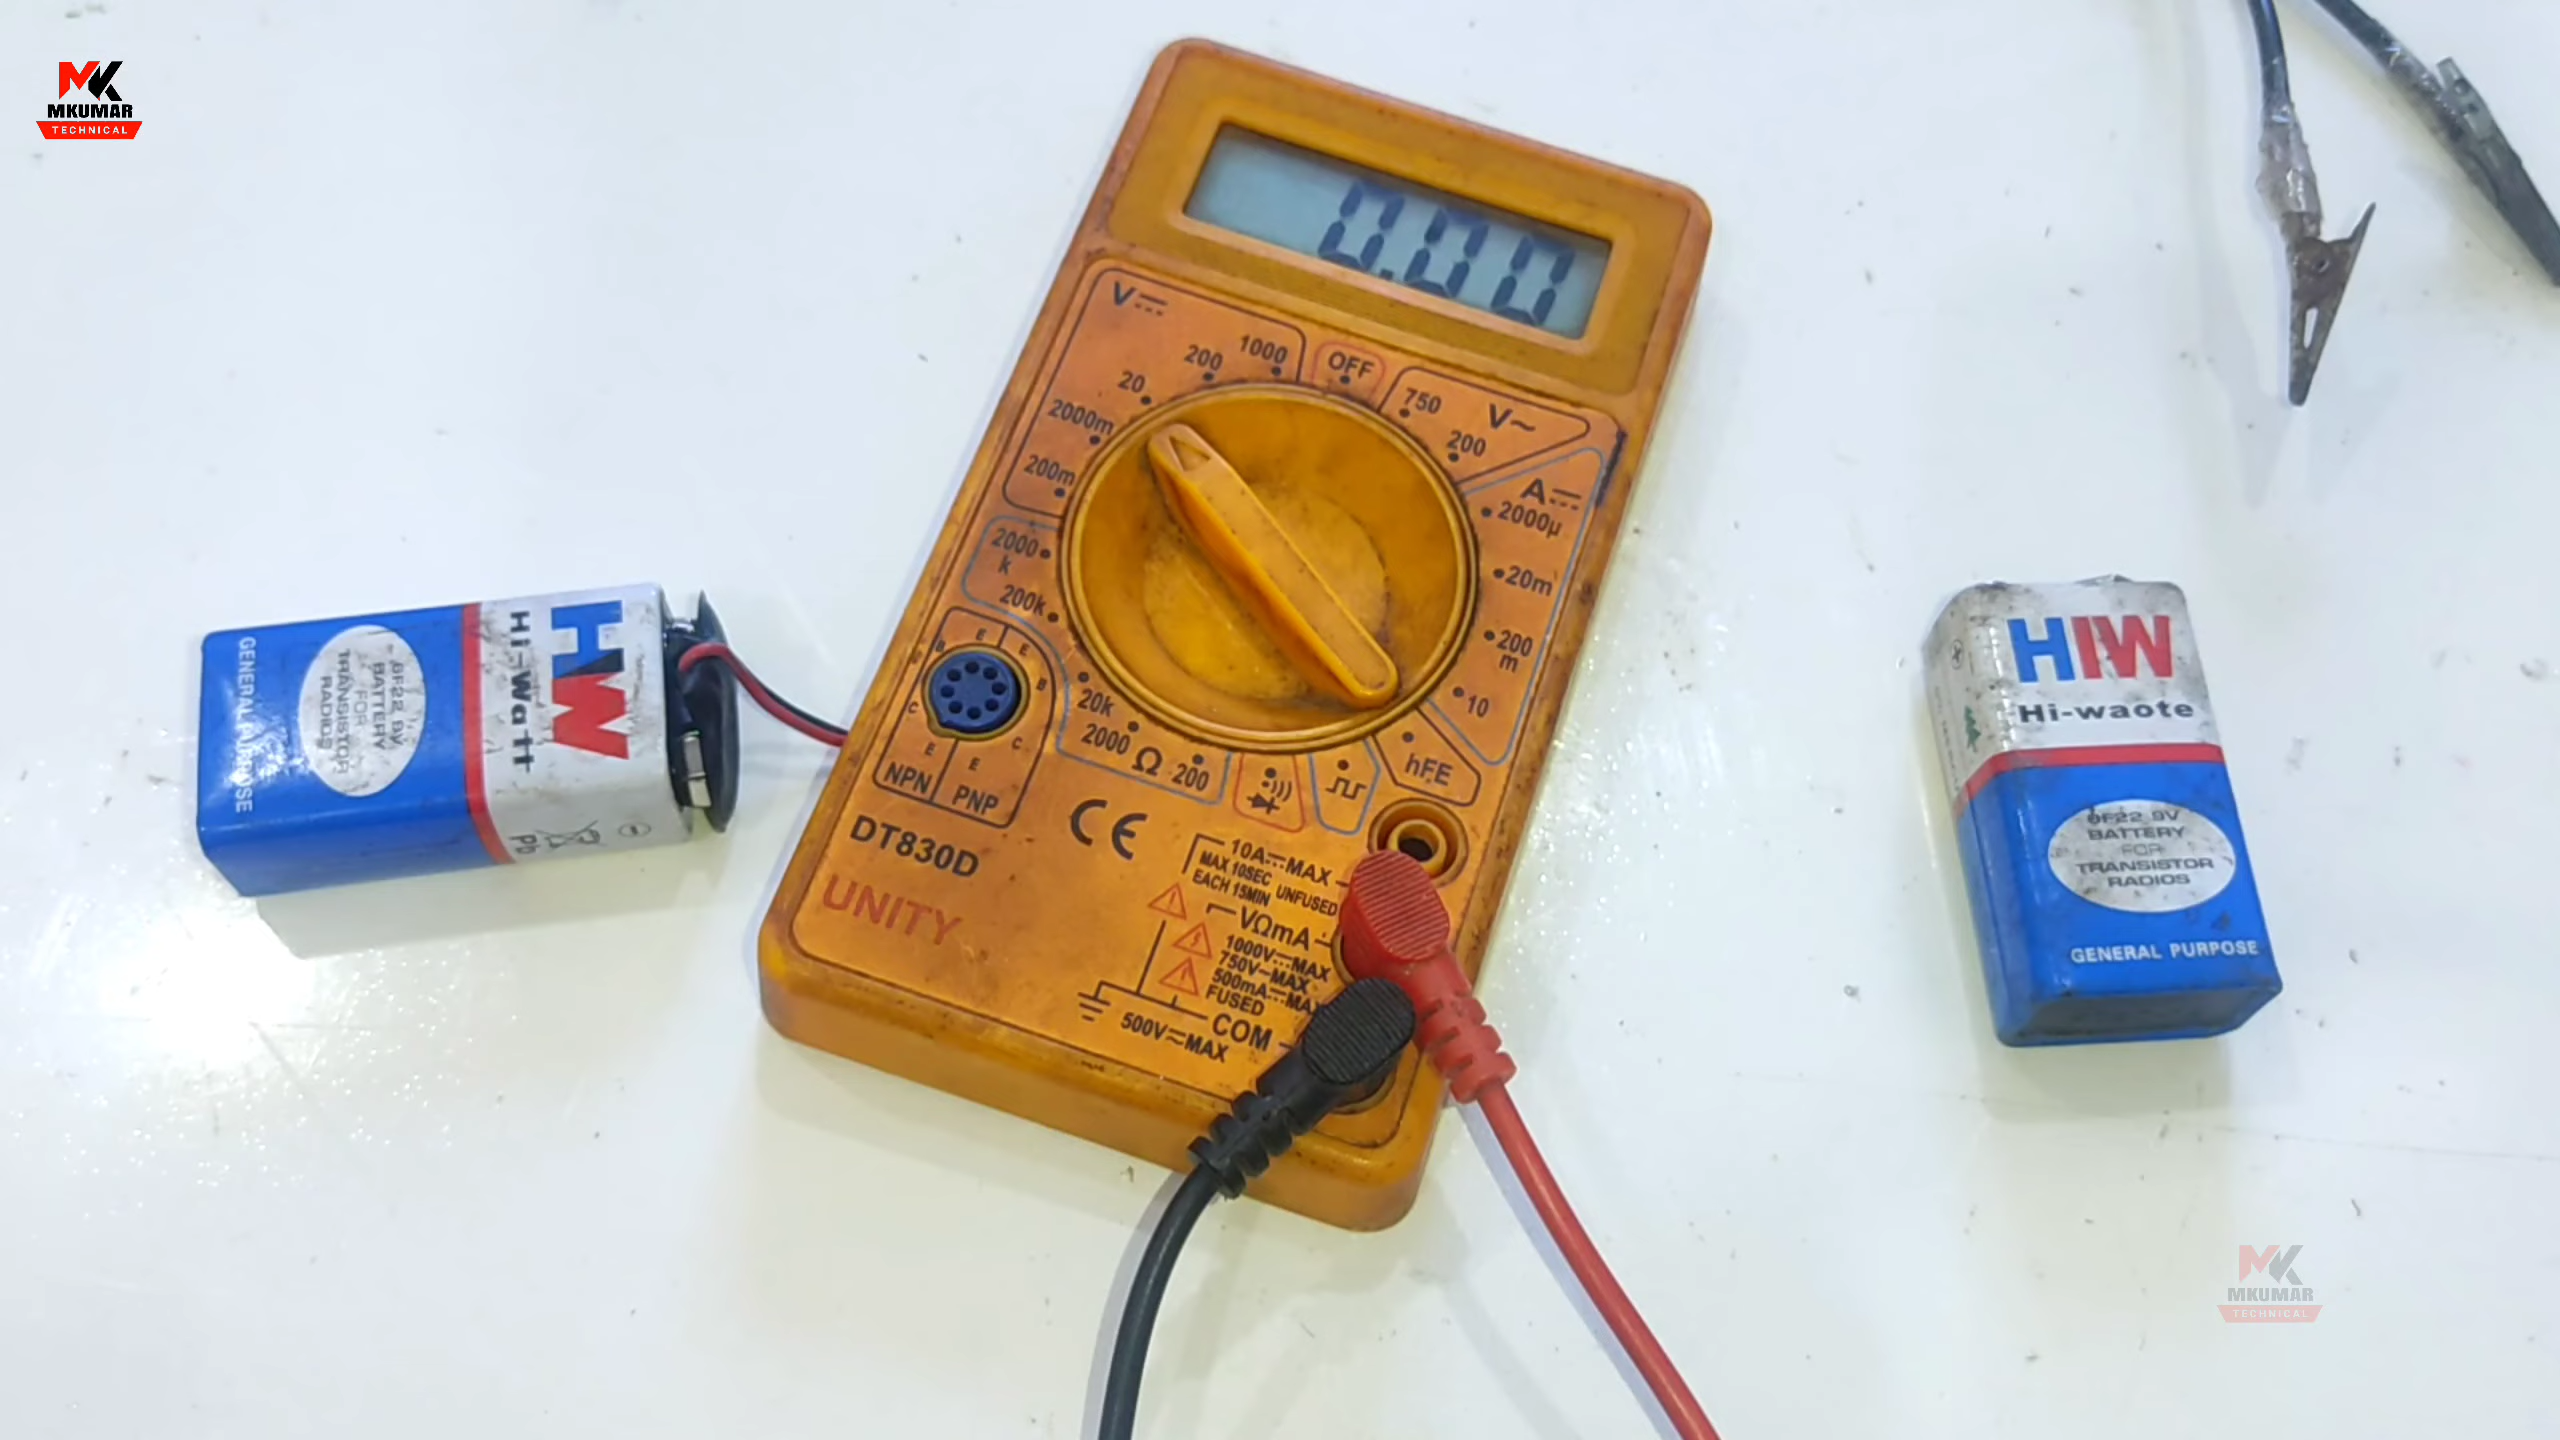 MK
MKUMAR
TECHNICAL
0.00
V
OFF
1000
200
20
2000m
200m
750
V~
200
A
2000µ
20m
200
m
10
hFE
2000
k
200k
20k
2000
Ω
200
E
E
B
B
C
C
E
E
NPN
PNP
CE
DT830D
UNITY
10A MAX
MAX 10SEC UNFUSED
EACH 15MIN
VΩmA
1000V MAX
750V~MAX
500mA MAX
FUSED
COM
500V MAX
HW
Hi-watt
6F22 9V
BATTERY
FOR
TRANSISTOR
RADIOS
GENERAL PURPOSE
Pb
HIW
Hi-waote
6F22 9V
BATTERY
FOR
TRANSISTOR
RADIOS
GENERAL PURPOSE
MK
MKUMAR
TECHNICAL